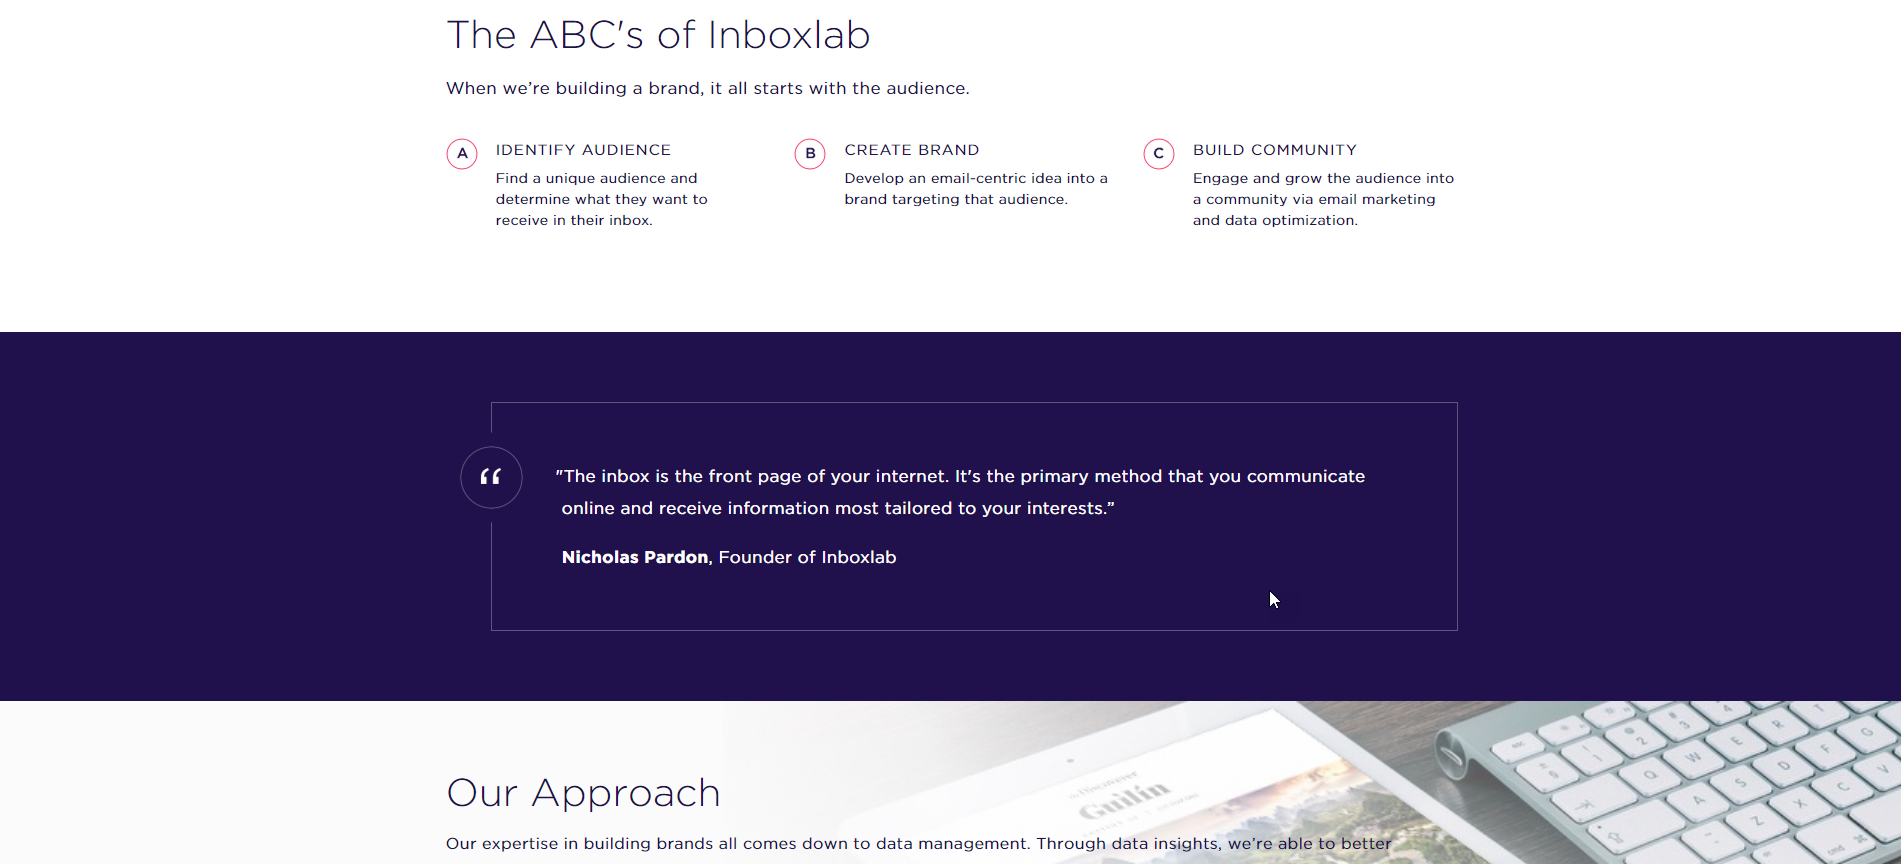 The ABC's of Inboxlab
When we’re building a brand, it all starts with the audience.
A
IDENTIFY AUDIENCE
Find a unique audience and
determine what they want to
receive in their inbox.
B
CREATE BRAND
Develop an email-centric idea into a
brand targeting that audience.
C
BUILD COMMUNITY
Engage and grow the audience into
a community via email marketing
and data optimization.
"The inbox is the front page of your internet. It's the primary method that you communicate
online and receive information most tailored to your interests.”
Nicholas Pardon, Founder of Inboxlab
Our Approach
Our expertise in building brands all comes down to data management. Through data insights, we’re able to better
Discover
Guilin